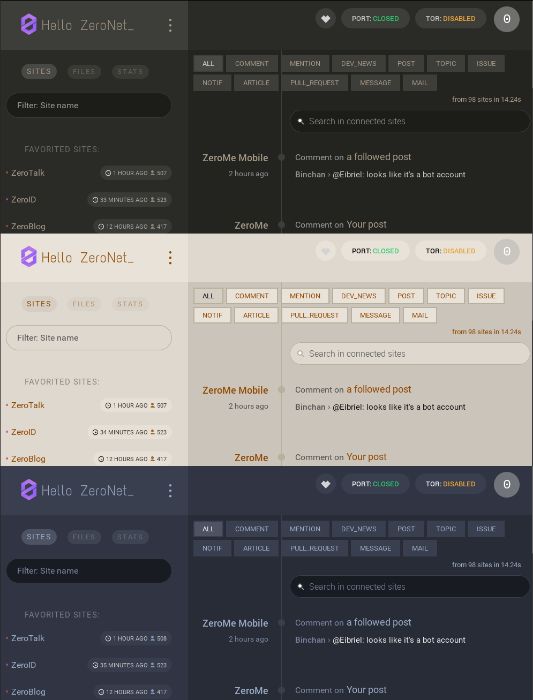 Hello ZeroNet_
PORT: CLOSED
TOR: DISABLED
0
SITES
FILES
STATS
ALL
COMMENT
MENTION
DEV_NEWS
POST
TOPIC
ISSUE
NOTIF
ARTICLE
PULL_REQUEST
MESSAGE
MAIL
from 98 sites in 14.24s
Filter: Site name
Search in connected sites
FAVORITED SITES:
ZeroTalk
1 HOUR AGO 507
ZeroID
33 MINUTES AGO 523
ZeroBlog
12 HOURS AGO 417
ZeroMe Mobile
2 hours ago
Comment on a followed post
Binchan › @Eibriel: looks like it's a bot account
ZeroMe
Comment on Your post
Hello ZeroNet_
PORT: CLOSED
TOR: DISABLED
0
SITES
FILES
STATS
ALL
COMMENT
MENTION
DEV_NEWS
POST
TOPIC
ISSUE
NOTIF
ARTICLE
PULL_REQUEST
MESSAGE
MAIL
from 98 sites in 14.24s
Filter: Site name
Search in connected sites
FAVORITED SITES:
ZeroTalk
1 HOUR AGO 507
ZeroID
34 MINUTES AGO 523
ZeroBlog
12 HOURS AGO 417
ZeroMe Mobile
2 hours ago
Comment on a followed post
Binchan › @Eibriel: looks like it's a bot account
ZeroMe
Comment on Your post
Hello ZeroNet_
PORT: CLOSED
TOR: DISABLED
0
SITES
FILES
STATS
ALL
COMMENT
MENTION
DEV_NEWS
POST
TOPIC
ISSUE
NOTIF
ARTICLE
PULL_REQUEST
MESSAGE
MAIL
from 98 sites in 14.24s
Filter: Site name
Search in connected sites
FAVORITED SITES:
ZeroTalk
1 HOUR AGO 508
ZeroID
35 MINUTES AGO 523
ZeroBlog
12 HOURS AGO 417
ZeroMe Mobile
2 hours ago
Comment on a followed post
Binchan › @Eibriel: looks like it's a bot account
ZeroMe
Comment on Your post